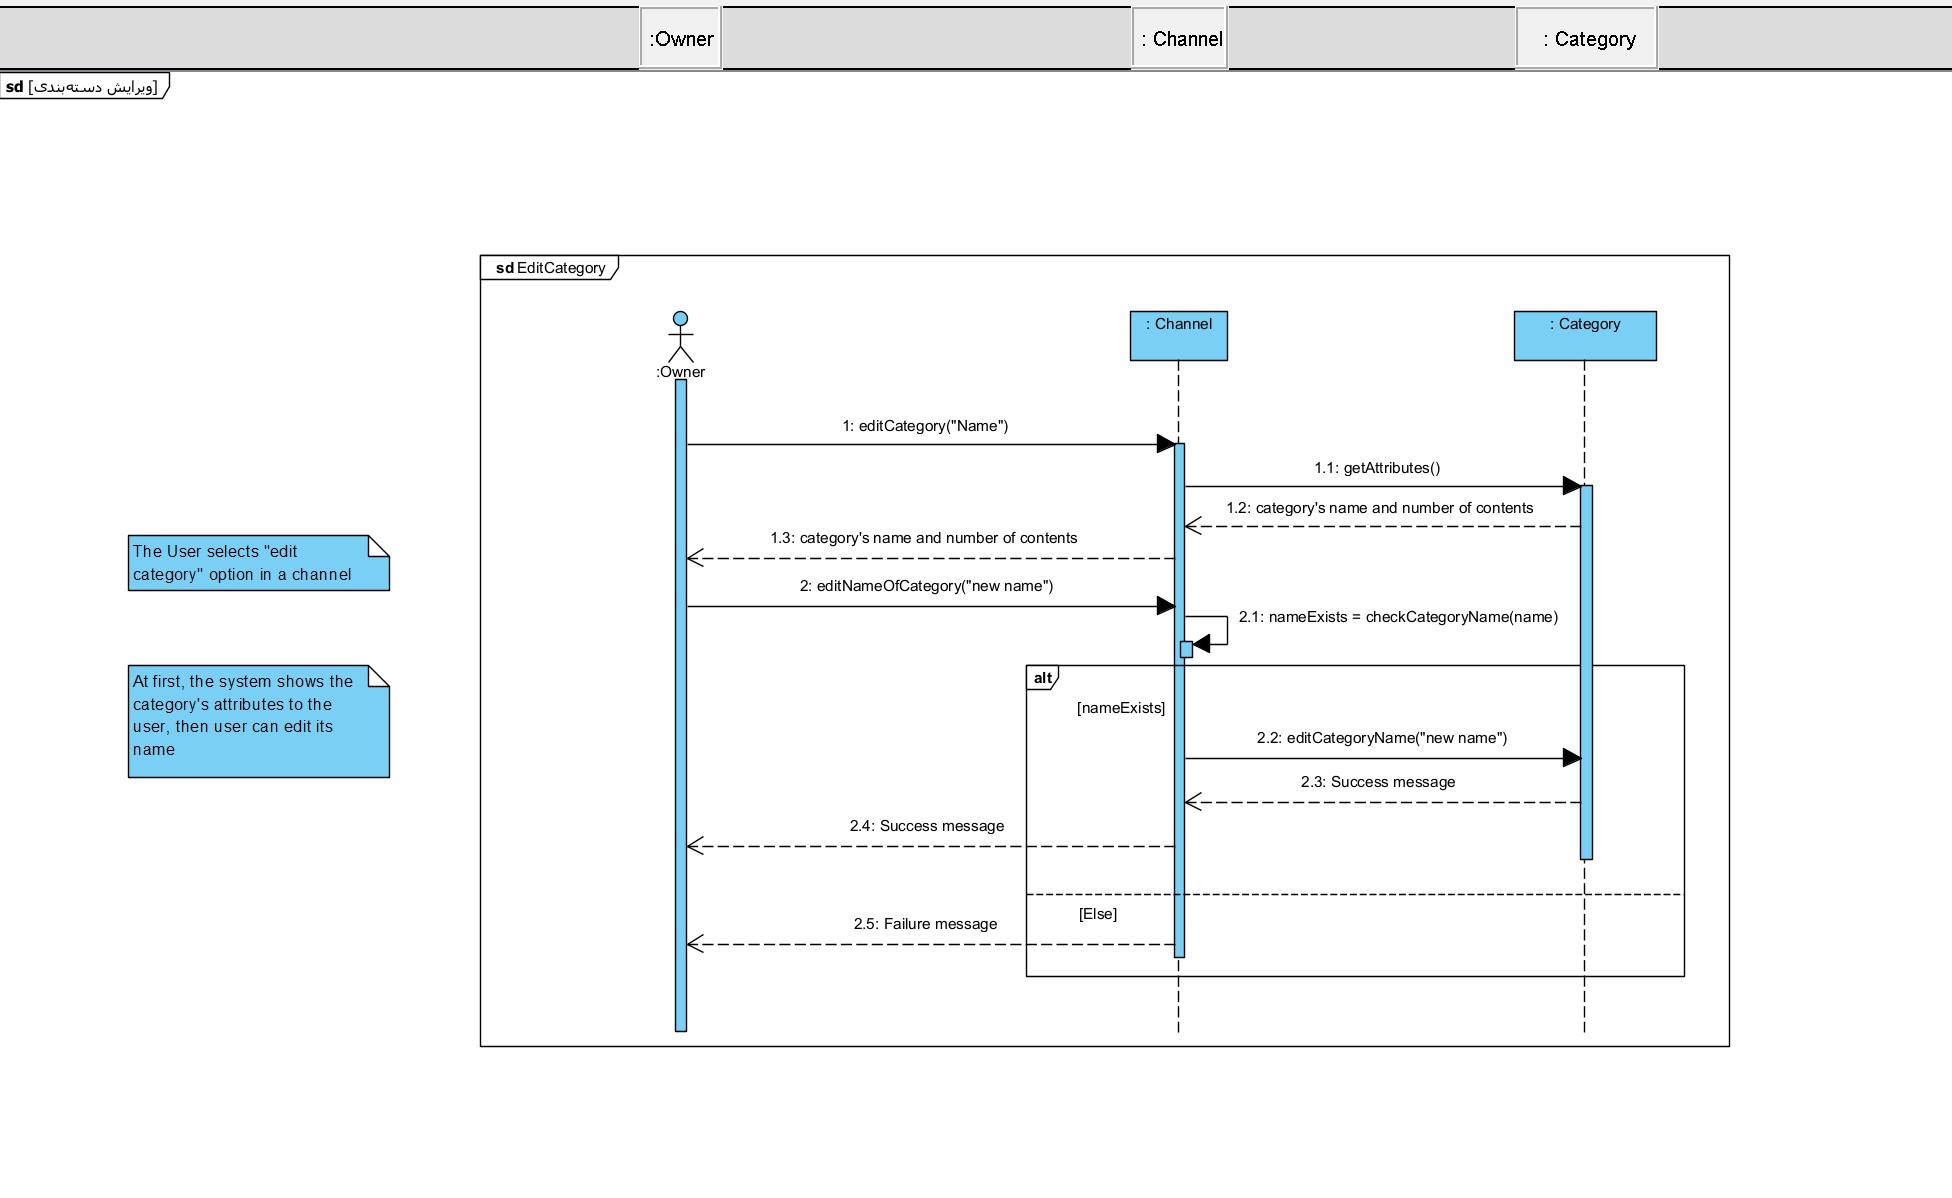 :Owner
: Channel
: Category
sd [ویرایش دسته‌بندی]
sd EditCategory
:Owner
: Channel
: Category
1: editCategory("Name")
1.1: getAttributes()
1.2: category's name and number of contents
1.3: category's name and number of contents
The User selects "edit
category" option in a channel
2: editNameOfCategory("new name")
2.1: nameExists = checkCategoryName(name)
At first, the system shows the
category's attributes to the
user, then user can edit its
name
alt
[nameExists]
2.2: editCategoryName("new name")
2.3: Success message
2.4: Success message
[Else]
2.5: Failure message